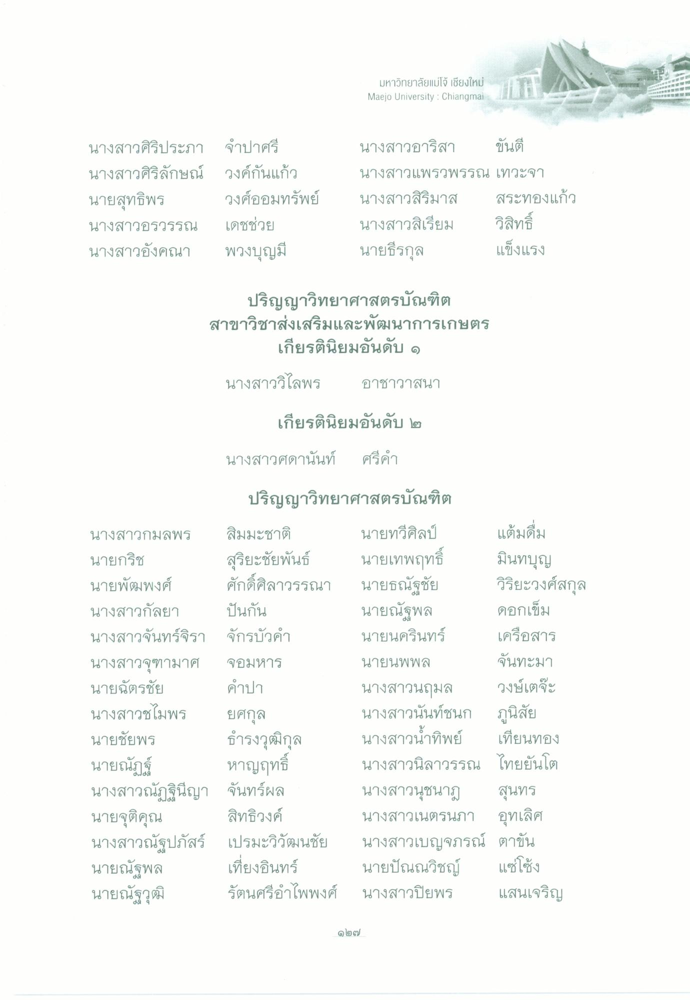 มหาวิทยาลัยแม่โจ้ เชียงใหม่
Maejo University : Chiangmai
นางสาวศิริประภา จำปาศรี นางสาวอาริสา ขันตี
นางสาวศิริลักษณ์ วงค์กันแก้ว นางสาวแพรวพรรณ เทวะจา
นายสุทธิพร วงศ์ออมทรัพย์ นางสาวสิริมาส สระทองแก้ว
นางสาวอรวรรณ เดชช่วย นางสาวสิเรียม วิสิทธิ์
นางสาวอังคณา พวงบุญมี นายธีรกุล แข็งแรง
ปริญญาวิทยาศาสตรบัณฑิต
สาขาวิชาส่งเสริมและพัฒนาการเกษตร
เกียรตินิยมอันดับ ๑
นางสาววิไลพร อาชาวาสนา
เกียรตินิยมอันดับ ๒
นางสาวศดานันท์ ศรีคำ
ปริญญาวิทยาศาสตรบัณฑิต
นางสาวกมลพร สิมมะชาติ นายทวีศิลป์ แต้มดื่ม
นายกริช สุริยะชัยพันธ์ นายเทพฤทธิ์ มินทบุญ
นายพัฒพงศ์ ศักดิ์ศิลาวรรณา นายธณัฐชัย วิริยะวงศ์สกุล
นางสาวกัลยา ปันกัน นายณัฐพล ดอกเข็ม
นางสาวจันทร์จิรา จักรบัวคำ นายนครินทร์ เครือสาร
นางสาวจุฑามาศ จอมหาร นายนพพล จันทะมา
นายฉัตรชัย คำปา นางสาวนฤมล วงษ์เตจ๊ะ
นางสาวชไมพร ยศกุล นางสาวนันท์ชนก ภูนิสัย
นายชัยพร ธำรงวุฒิกุล นางสาวน้ำทิพย์ เทียนทอง
นายณัฏฐ์ หาญฤทธิ์ นางสาวนิลาวรรณ ไทยยันโต
นางสาวณัฏฐินีญา จันทร์ผล นางสาวนุชนาฎ สุนทร
นายจุติคุณ สิทธิวงค์ นางสาวเนตรนภา อุทเลิศ
นางสาวณัฐปภัสร์ เปรมะวิวัฒนชัย นางสาวเบญจภรณ์ ตาขัน
นายณัฐพล เที่ยงอินทร์ นายปัณณวิชญ์ แซ่โซ้ง
นายณัฐวุฒิ รัตนศรีอำไพพงศ์ นางสาวปิยพร แสนเจริญ
๑๒๗